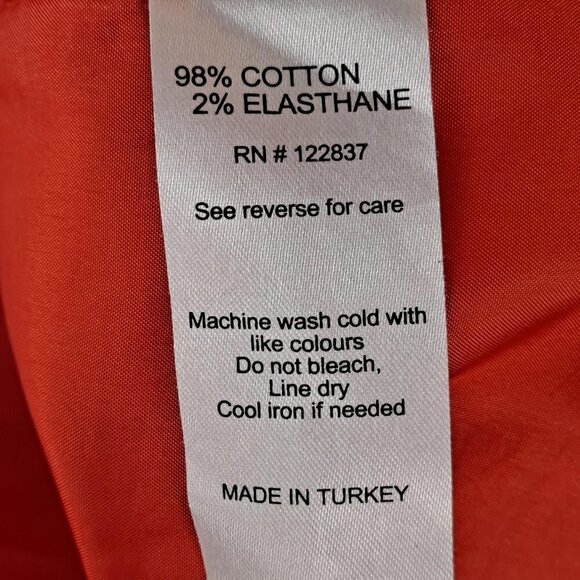 98% COTTON
2% ELASTHANE
RN # 122837
See reverse for care
Machine wash cold with
like colours
Do not bleach,
Line dry
Cool iron if needed
MADE IN TURKEY